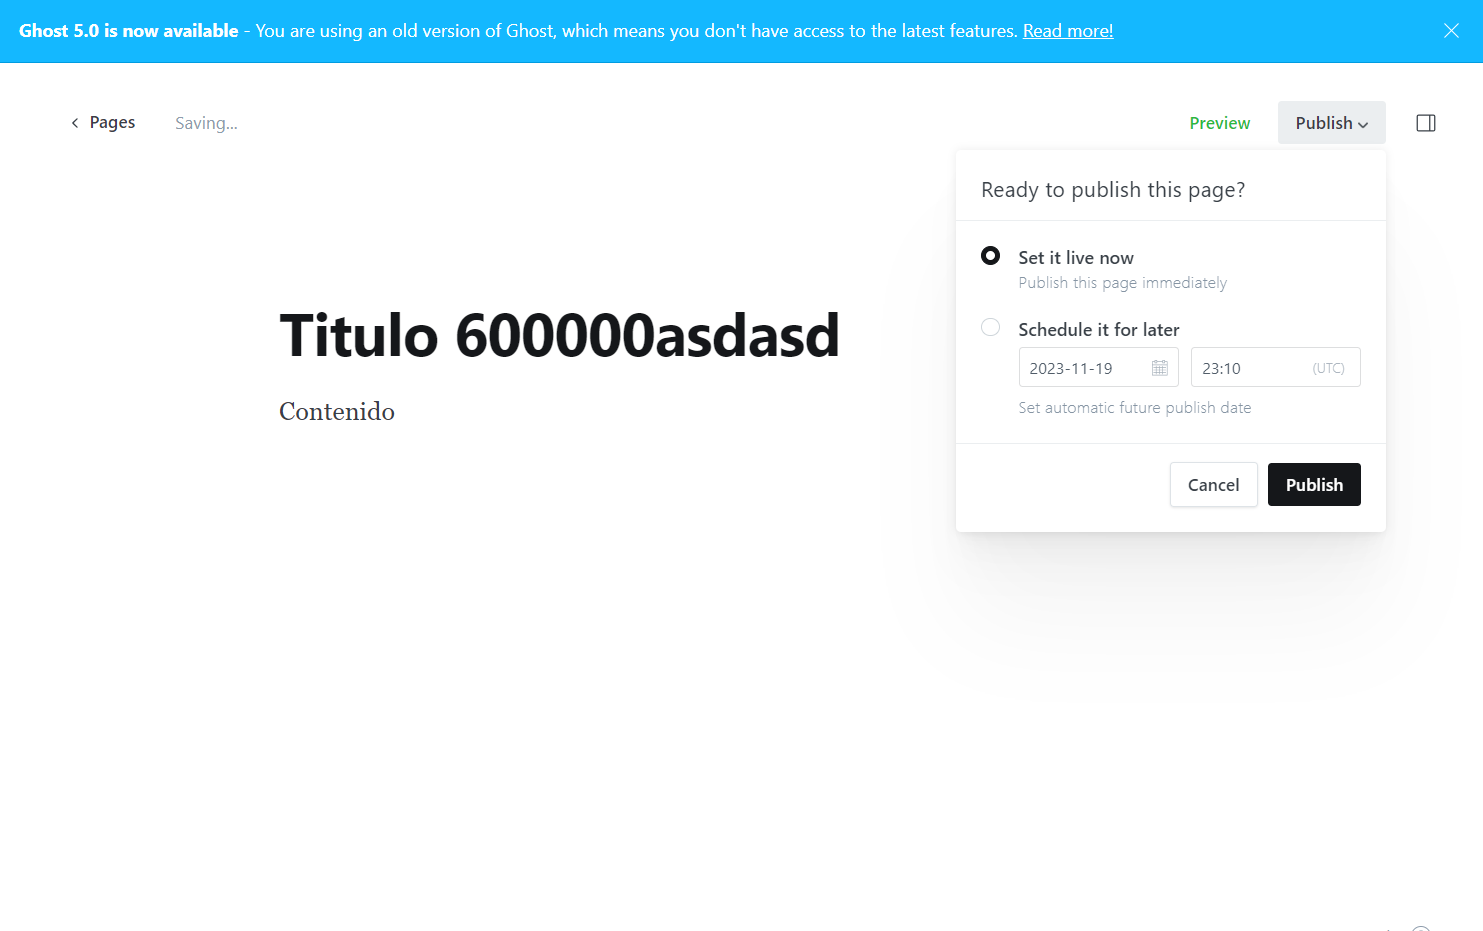 Ghost 5.0 is now available - You are using an old version of Ghost, which means you don't have access to the latest features. Read more!
Pages
Saving...
Preview
Publish
Ready to publish this page?
Set it live now
Publish this page immediately
Schedule it for later
2023-11-19
23:10
(UTC)
Set automatic future publish date
Cancel
Publish
Titulo 600000asdasd
Contenido